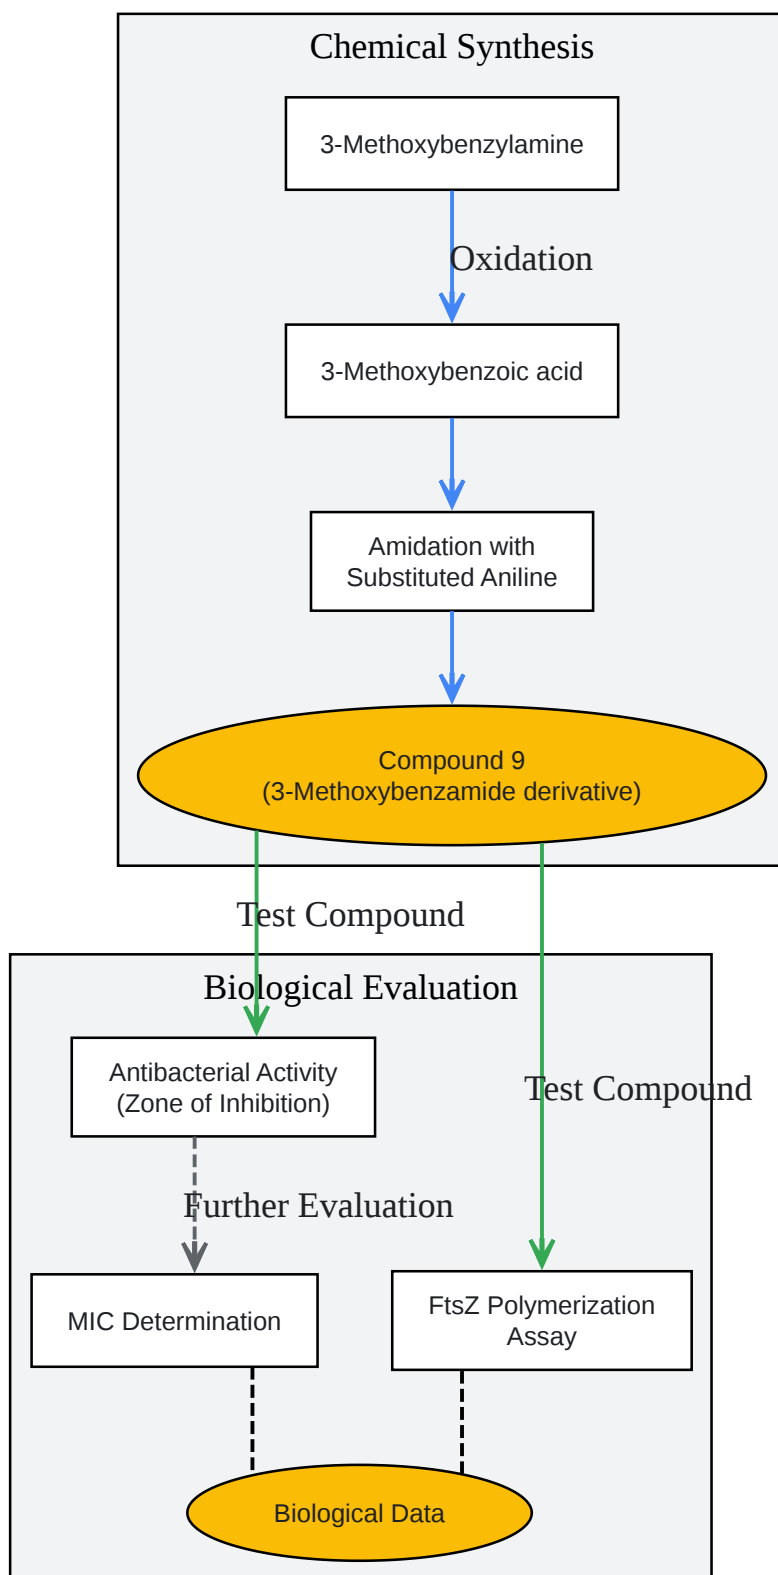 Chemical Synthesis
3-Methoxybenzylamine
Oxidation
3-Methoxybenzoic acid
Amidation with
Substituted Aniline
Compound 9
(3-Methoxybenzamide derivative)
Test Compound
Biological Evaluation
Antibacterial Activity
(Zone of Inhibition)
Test Compound
Further Evaluation
MIC Determination
FtsZ Polymerization
Assay
Biological Data